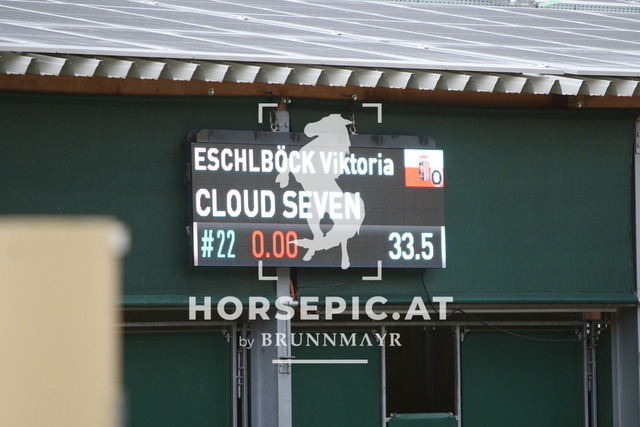 ESCHLBÖCK Viktoria
O
CLOUD SEVEN
#22 0.00 33.5
HORSEPIC.AT
by BRUNNMAYR